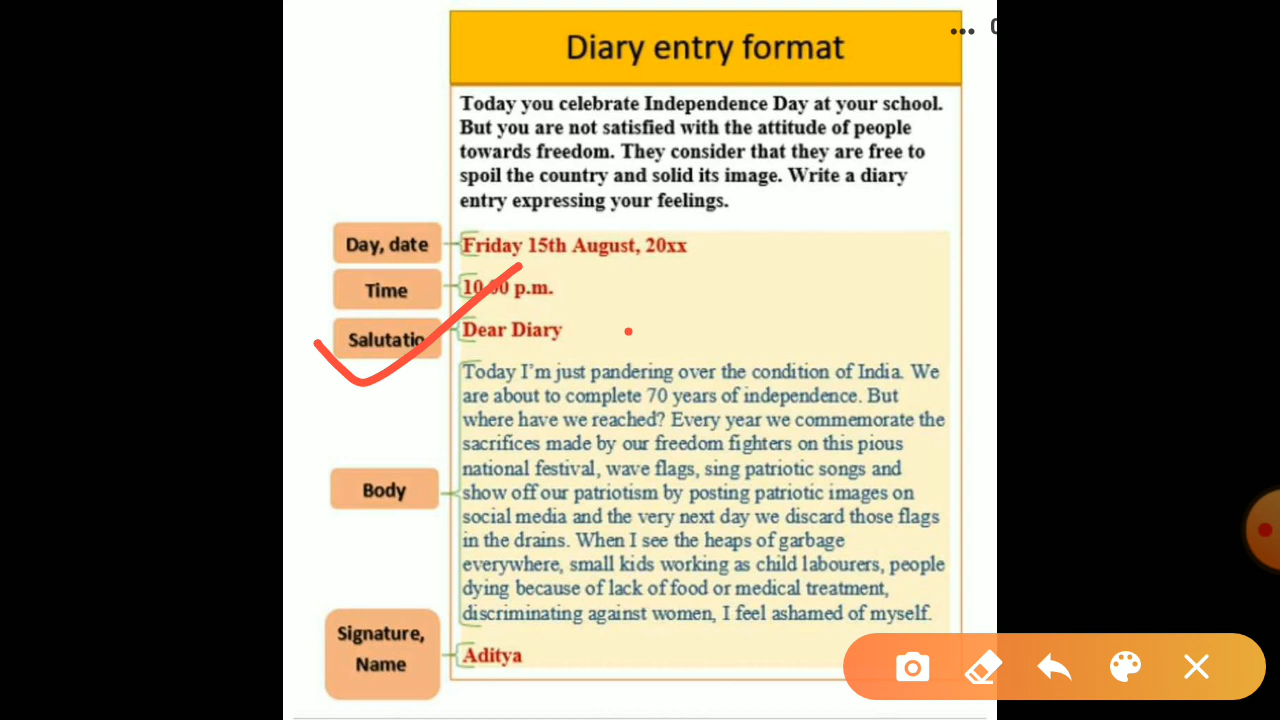 Diary entry format
Today you celebrate Independence Day at your school.
But you are not satisfied with the attitude of people
towards freedom. They consider that they are free to
spoil the country and solid its image. Write a diary
entry expressing your feelings.
Day, date
Friday 15th August, 20xx
Time
10.00 p.m.
Salutatio
Dear Diary
Today I'm just pandering over the condition of India. We
are about to complete 70 years of independence. But
where have we reached? Every year we commemorate the
sacrifices made by our freedom fighters on this pious
national festival, wave flags, sing patriotic songs and
Body
show off our patriotism by posting patriotic images on
social media and the very next day we discard those flags
in the drains. When I see the heaps of garbage
everywhere, small kids working as child labourers, people
dying because of lack of food or medical treatment,
discriminating against women, I feel ashamed of myself.
Signature,
Name
Aditya